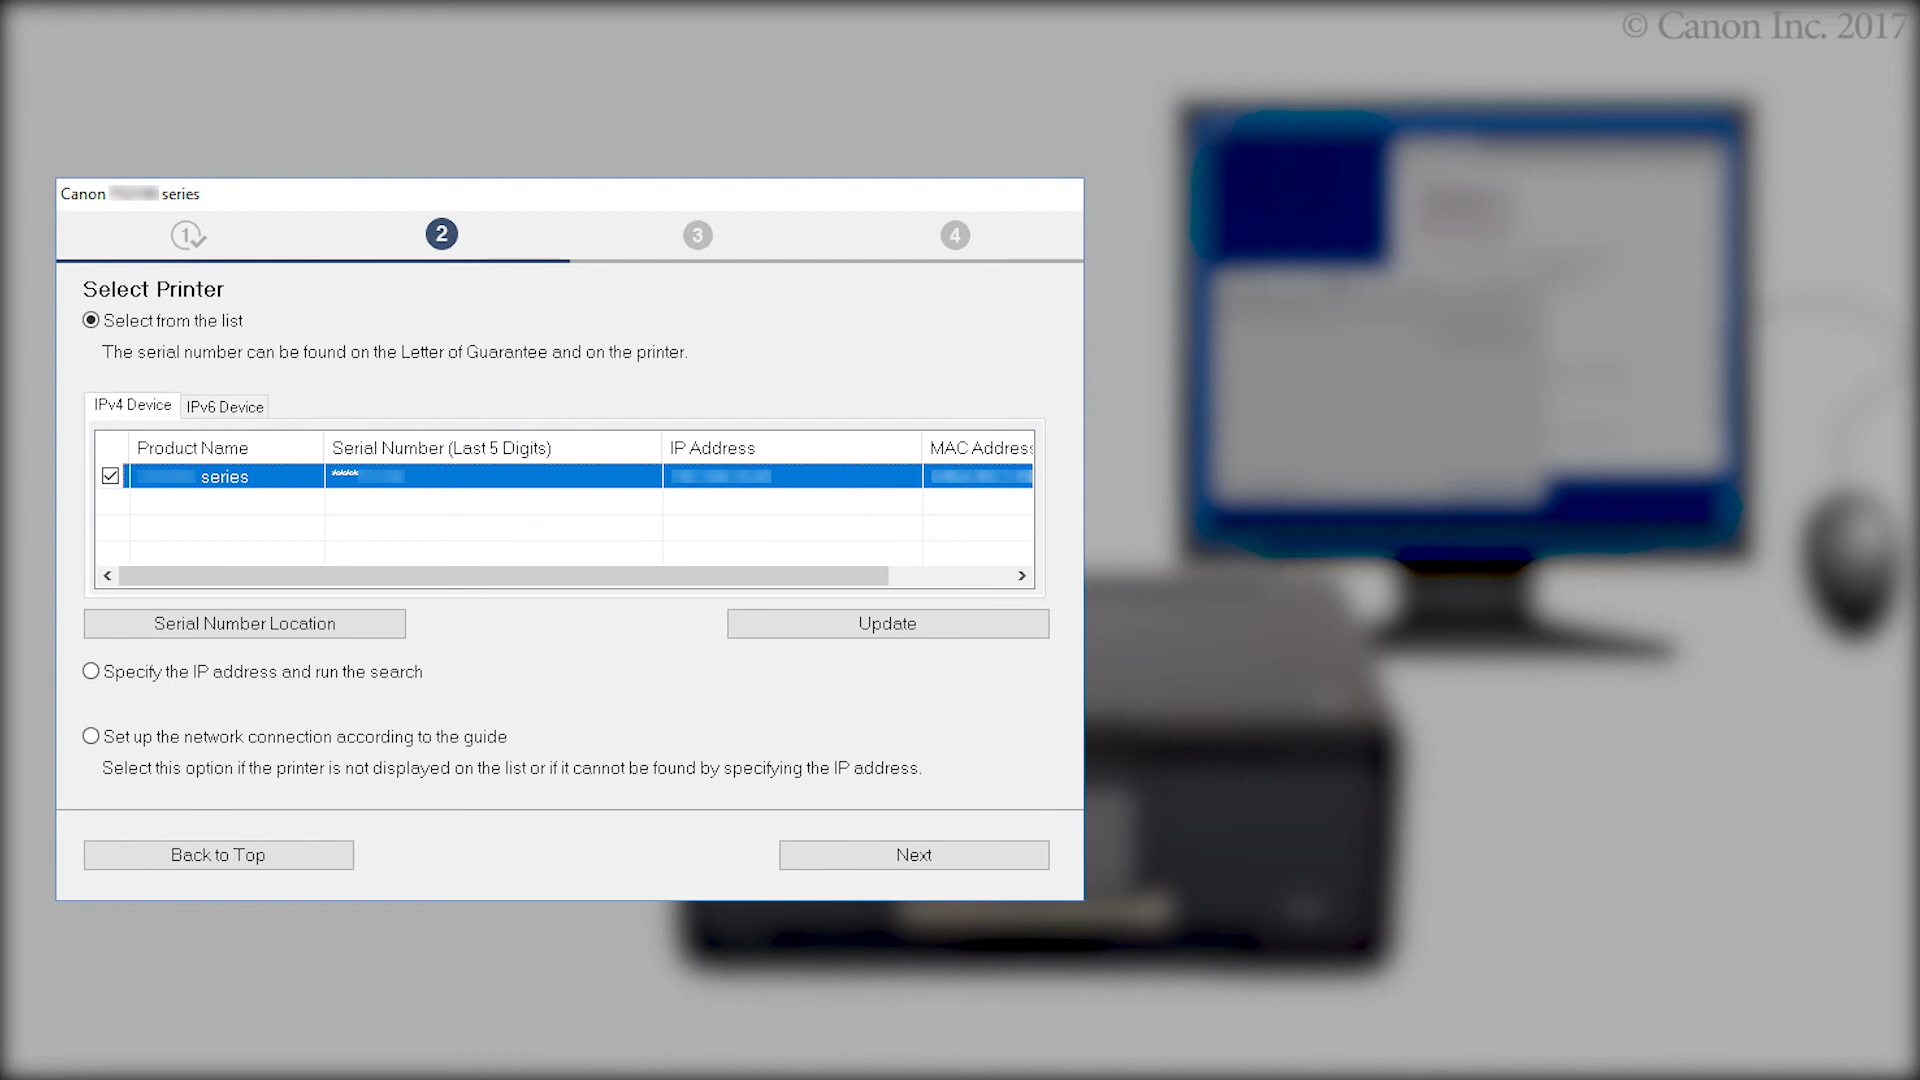 © Canon Inc. 2017
Canon series
1 2 3 4
Select Printer
Select from the list
The serial number can be found on the Letter of Guarantee and on the printer.
IPv4 Device IPv6 Device
Product Name Serial Number (Last 5 Digits) IP Address MAC Address
series ****
Serial Number Location Update
Specify the IP address and run the search
Set up the network connection according to the guide
Select this option if the printer is not displayed on the list or if it cannot be found by specifying the IP address.
Back to Top Next